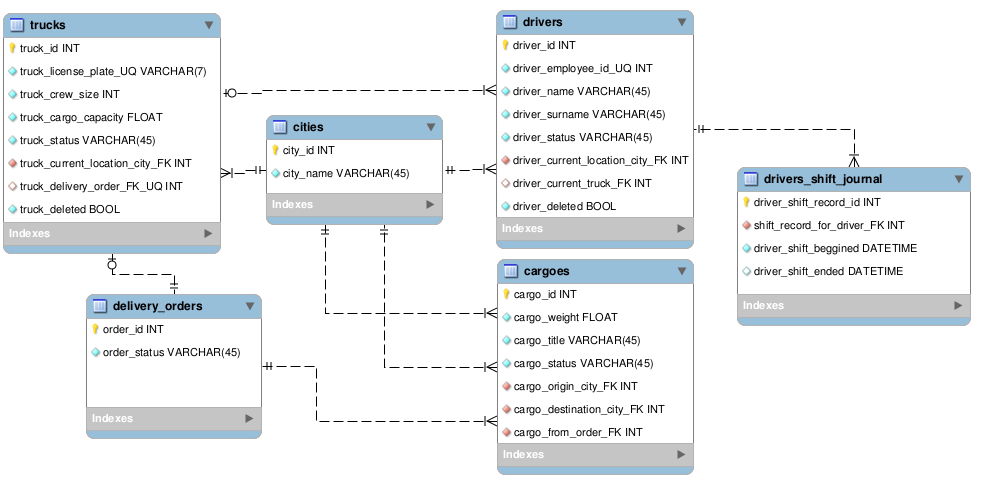 trucks
truck_id INT
truck_license_plate_UQ VARCHAR(7)
truck_crew_size INT
truck_cargo_capacity FLOAT
truck_status VARCHAR(45)
truck_current_location_city_FK INT
truck_delivery_order_FK_UQ INT
truck_deleted BOOL
Indexes
cities
city_id INT
city_name VARCHAR(45)
Indexes
drivers
driver_id INT
driver_employee_id_UQ INT
driver_name VARCHAR(45)
driver_surname VARCHAR(45)
driver_status VARCHAR(45)
driver_current_location_city_FK INT
driver_current_truck_FK INT
driver_deleted BOOL
Indexes
drivers_shift_journal
driver_shift_record_id INT
shift_record_for_driver_FK INT
driver_shift_beggined DATETIME
driver_shift_ended DATETIME
Indexes
delivery_orders
order_id INT
order_status VARCHAR(45)
Indexes
cargoes
cargo_id INT
cargo_weight FLOAT
cargo_title VARCHAR(45)
cargo_status VARCHAR(45)
cargo_origin_city_FK INT
cargo_destination_city_FK INT
cargo_from_order_FK INT
Indexes